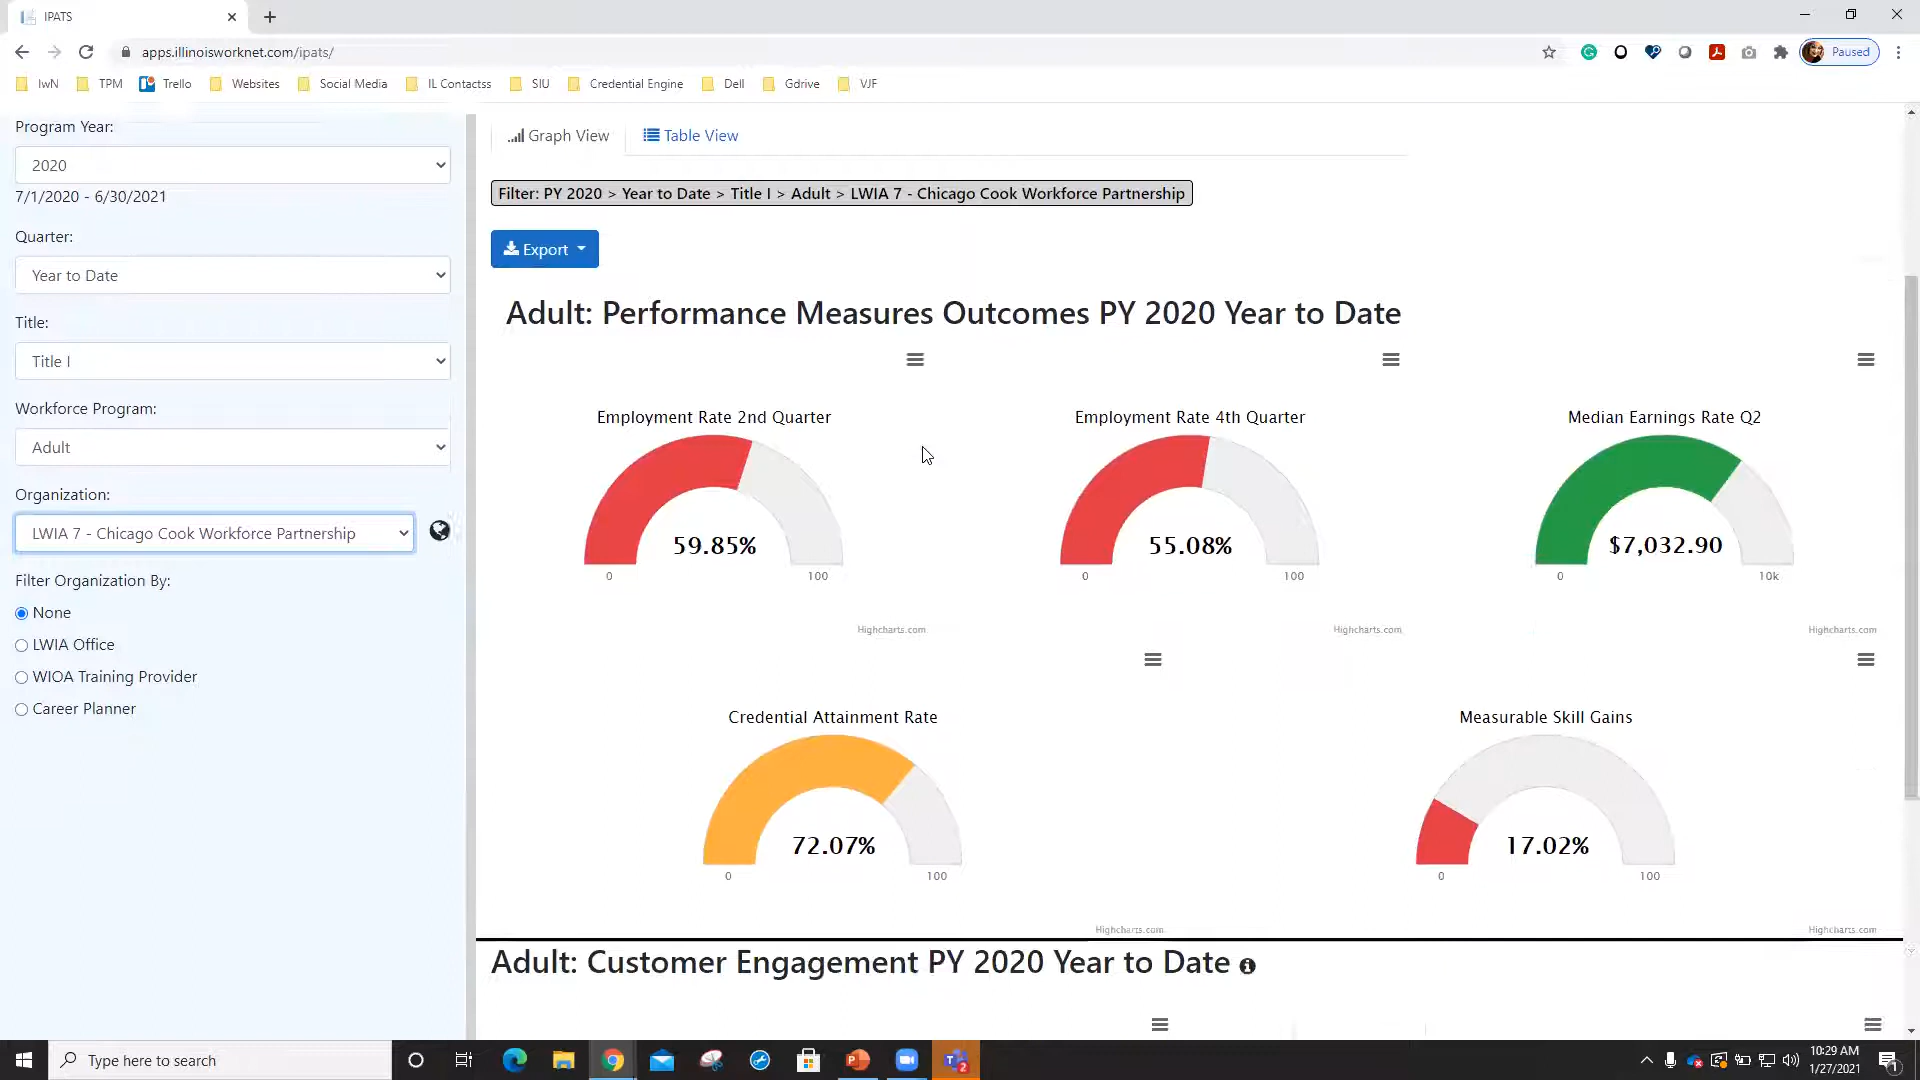 IPATS
apps.illinoisworknet.com/ipats/
Paused
IwN
TPM
Trello
Websites
Social Media
IL Contactss
SIU
Credential Engine
Dell
Gdrive
VJF
Program Year:
2020
7/1/2020 - 6/30/2021
Quarter:
Year to Date
Title:
Title I
Workforce Program:
Adult
Organization:
LWIA 7 - Chicago Cook Workforce Partnership
Filter Organization By:
None
LWIA Office
WIOA Training Provider
Career Planner
Graph View
Table View
Filter: PY 2020 > Year to Date > Title I > Adult > LWIA 7 - Chicago Cook Workforce Partnership
Export
Adult: Performance Measures Outcomes PY 2020 Year to Date
Employment Rate 2nd Quarter
59.85%
0 100
Highcharts.com
Employment Rate 4th Quarter
55.08%
0 100
Highcharts.com
Median Earnings Rate Q2
$7,032.90
0 10k
Highcharts.com
Credential Attainment Rate
72.07%
0 100
Highcharts.com
Measurable Skill Gains
17.02%
0 100
Highcharts.com
Adult: Customer Engagement PY 2020 Year to Date
Type here to search
10:29 AM
1/27/2021